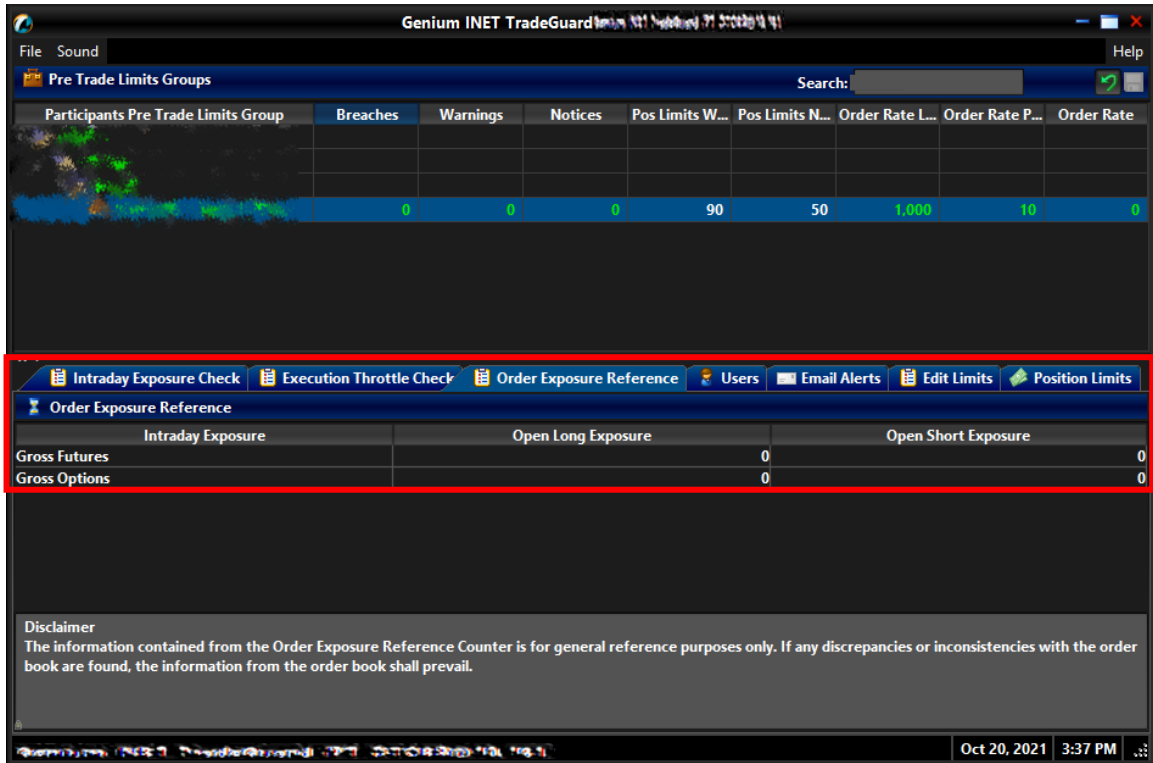 Genium INET TradeGuard
File Sound Help
Pre Trade Limits Groups Search:
Participants Pre Trade Limits Group Breaches Warnings Notices Pos Limits W... Pos Limits N... Order Rate L... Order Rate P... Order Rate
0 0 0 90 50 1,000 10 0
Intraday Exposure Check Execution Throttle Check Order Exposure Reference Users Email Alerts Edit Limits Position Limits
Order Exposure Reference
Intraday Exposure Open Long Exposure Open Short Exposure
Gross Futures 0 0
Gross Options 0 0
Disclaimer
The information contained from the Order Exposure Reference Counter is for general reference purposes only. If any discrepancies or inconsistencies with the order
book are found, the information from the order book shall prevail.
Oct 20, 2021 3:37 PM